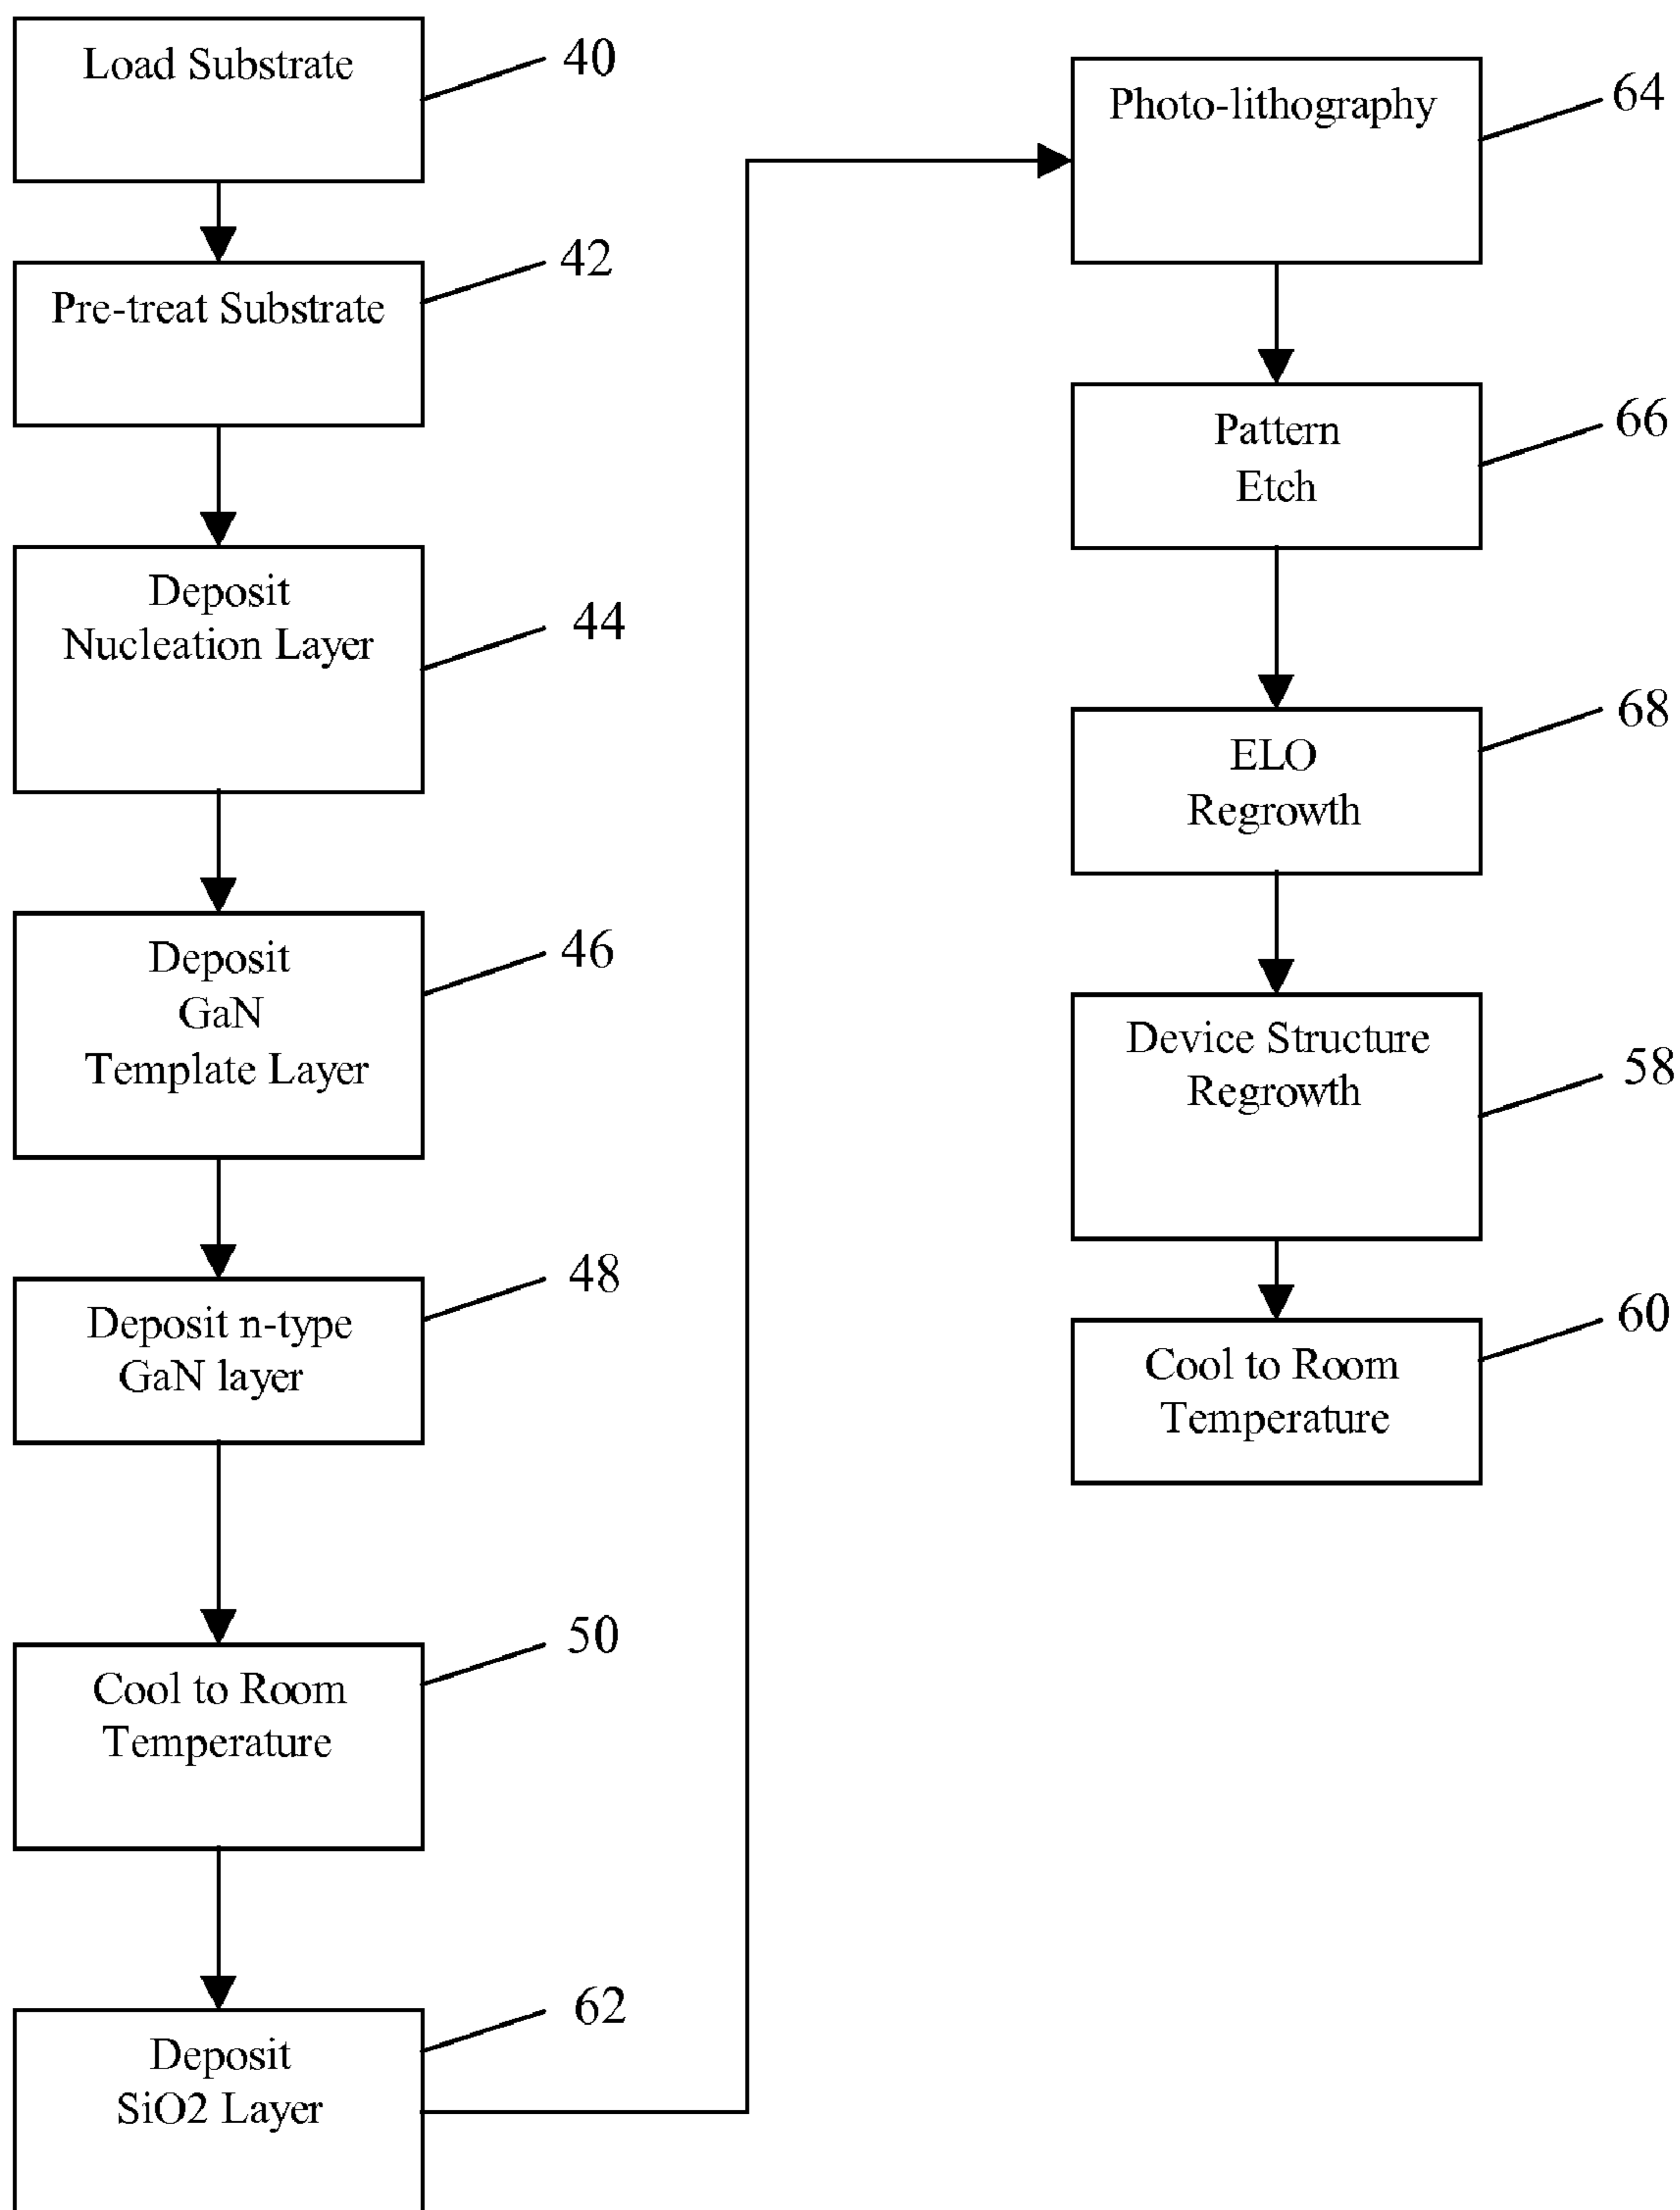 Load Substrate
40
Pre-treat Substrate
42
Deposit
Nucleation Layer
44
Deposit
GaN
Template Layer
46
Deposit n-type
GaN layer
48
Cool to Room
Temperature
50
Deposit
SiO2 Layer
62
Photo-lithography
64
Pattern
Etch
66
ELO
Regrowth
68
Device Structure
Regrowth
58
Cool to Room
Temperature
60